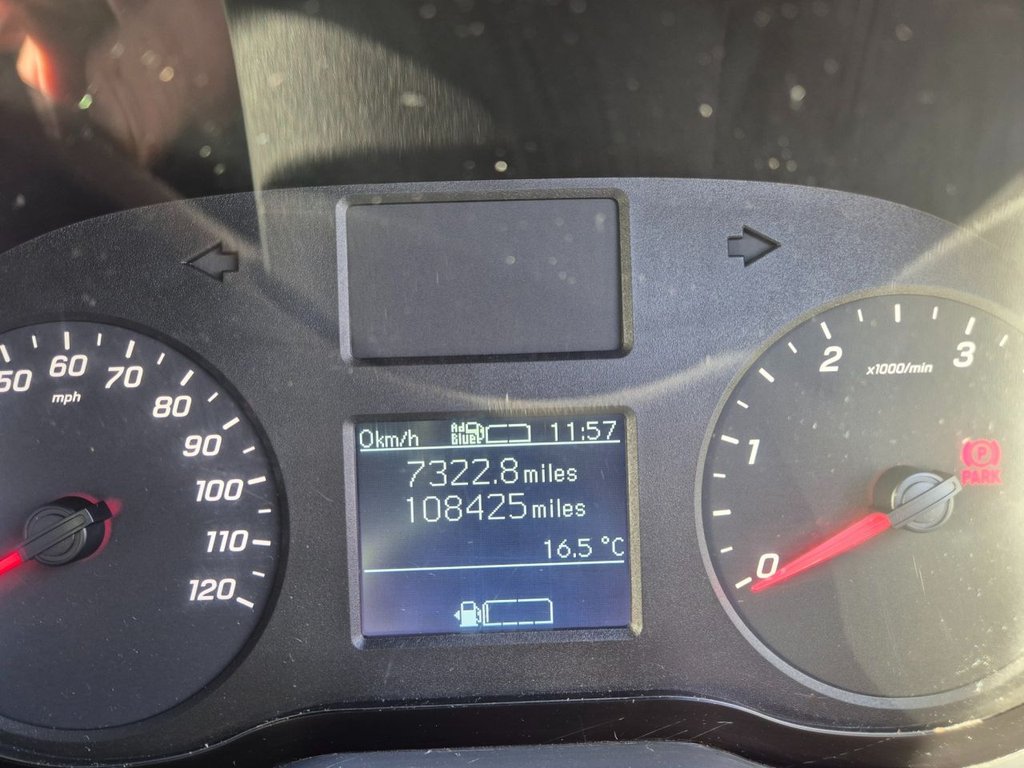 50 60 70 80 90 100 110 120
mph
0km/h Ad Blue 11:57
7322.8 miles
108425 miles
16.5 °C
0 1 2 3
x1000/min
P
PARK